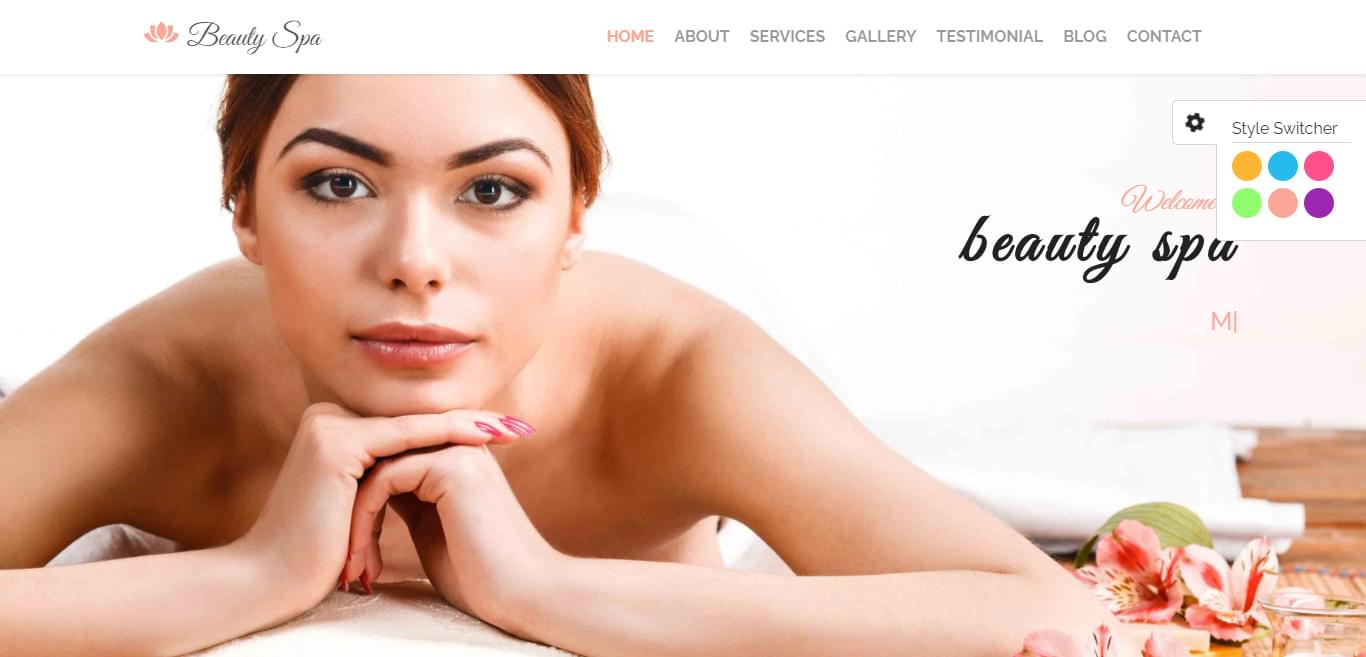 Beauty Spa
HOME ABOUT SERVICES GALLERY TESTIMONIAL BLOG CONTACT
Style Switcher
Welcome
beauty spa
M|